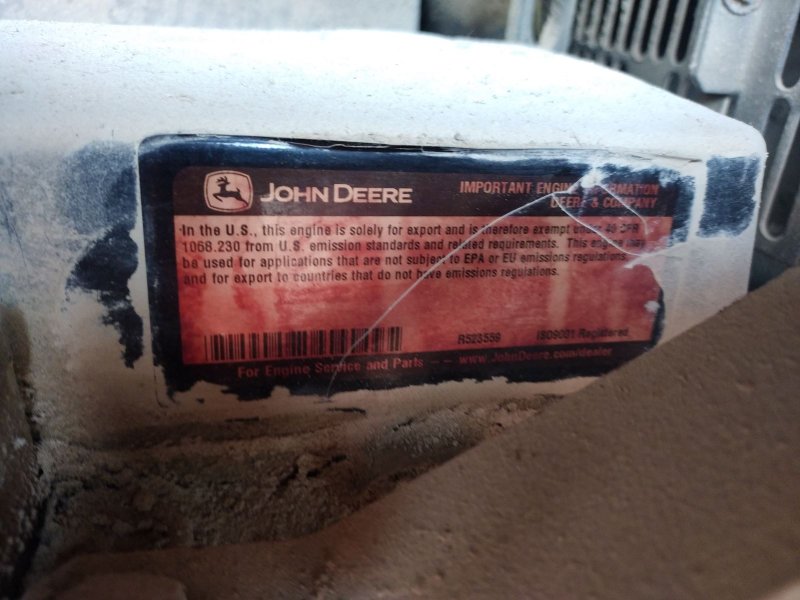 JOHN DEERE
IMPORTANT ENGINE INFORMATION
DEERE & COMPANY
In the U.S., this engine is solely for export and is therefore exempt under 40 CFR
1068.230 from U.S. emission standards and related requirements. This engine may
be used for applications that are not subject to EPA or EU emissions regulations,
and for export to countries that do not have emissions regulations.
R523559 ISO9001 Registered
For Engine Service and Parts -- www.JohnDeere.com/dealer